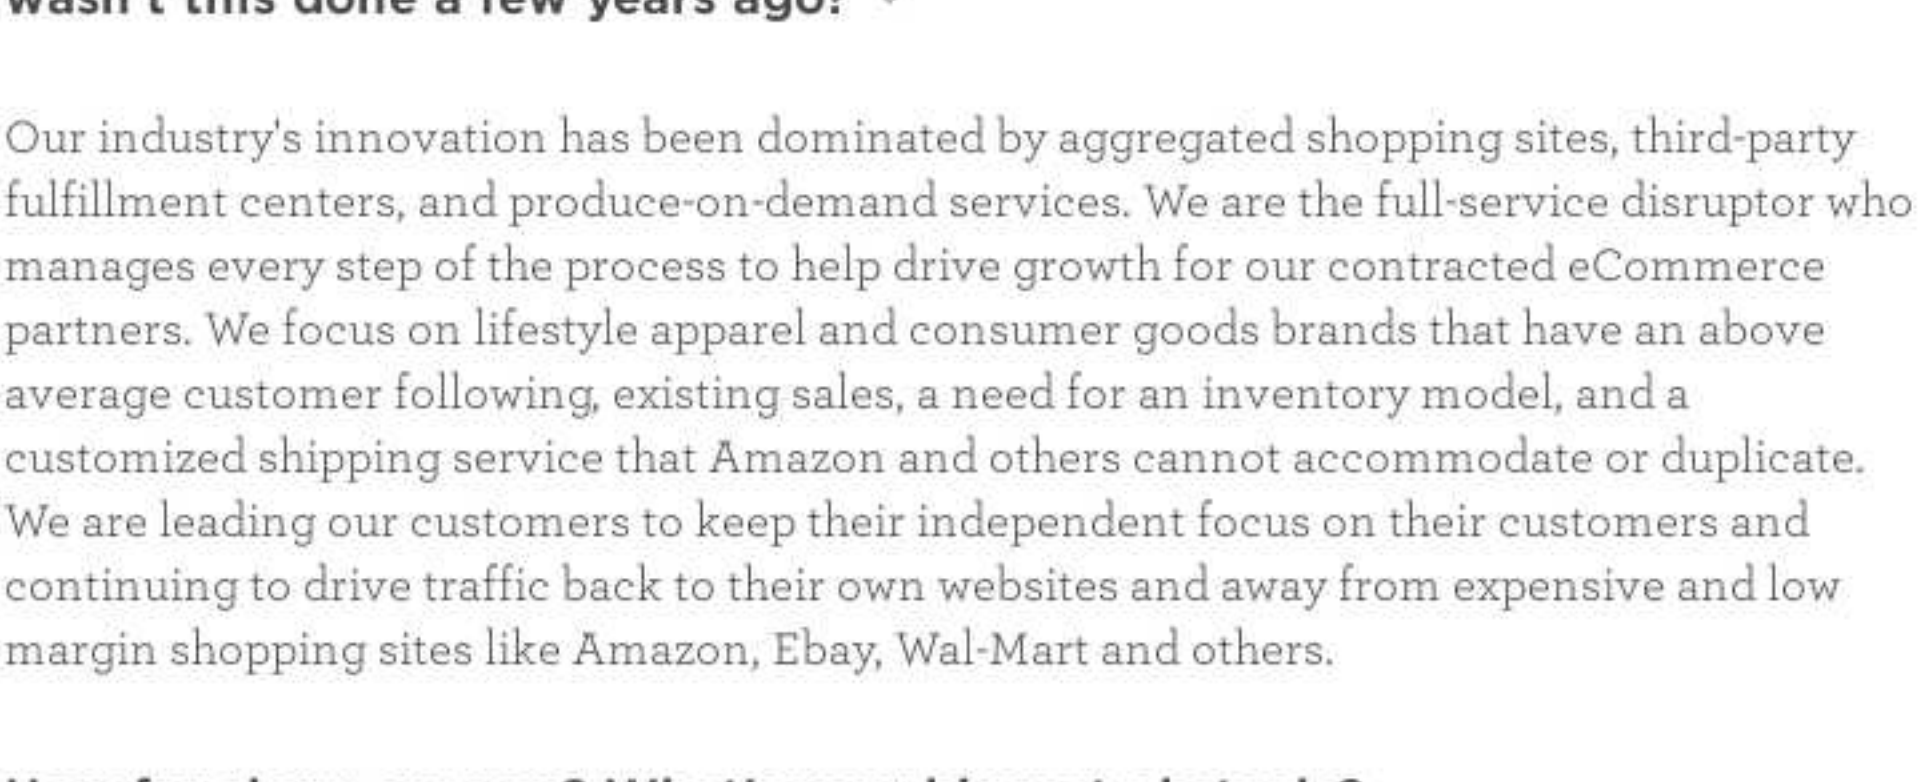 wasn't this done a few years ago?
Our industry's innovation has been dominated by aggregated shopping sites, third-party
fulfillment centers, and produce-on-demand services. We are the full-service disruptor who
manages every step of the process to help drive growth for our contracted eCommerce
partners. We focus on lifestyle apparel and consumer goods brands that have an above
average customer following, existing sales, a need for an inventory model, and a
customized shipping service that Amazon and others cannot accommodate or duplicate.
We are leading our customers to keep their independent focus on their customers and
continuing to drive traffic back to their own websites and away from expensive and low
margin shopping sites like Amazon, Ebay, Wal-Mart and others.